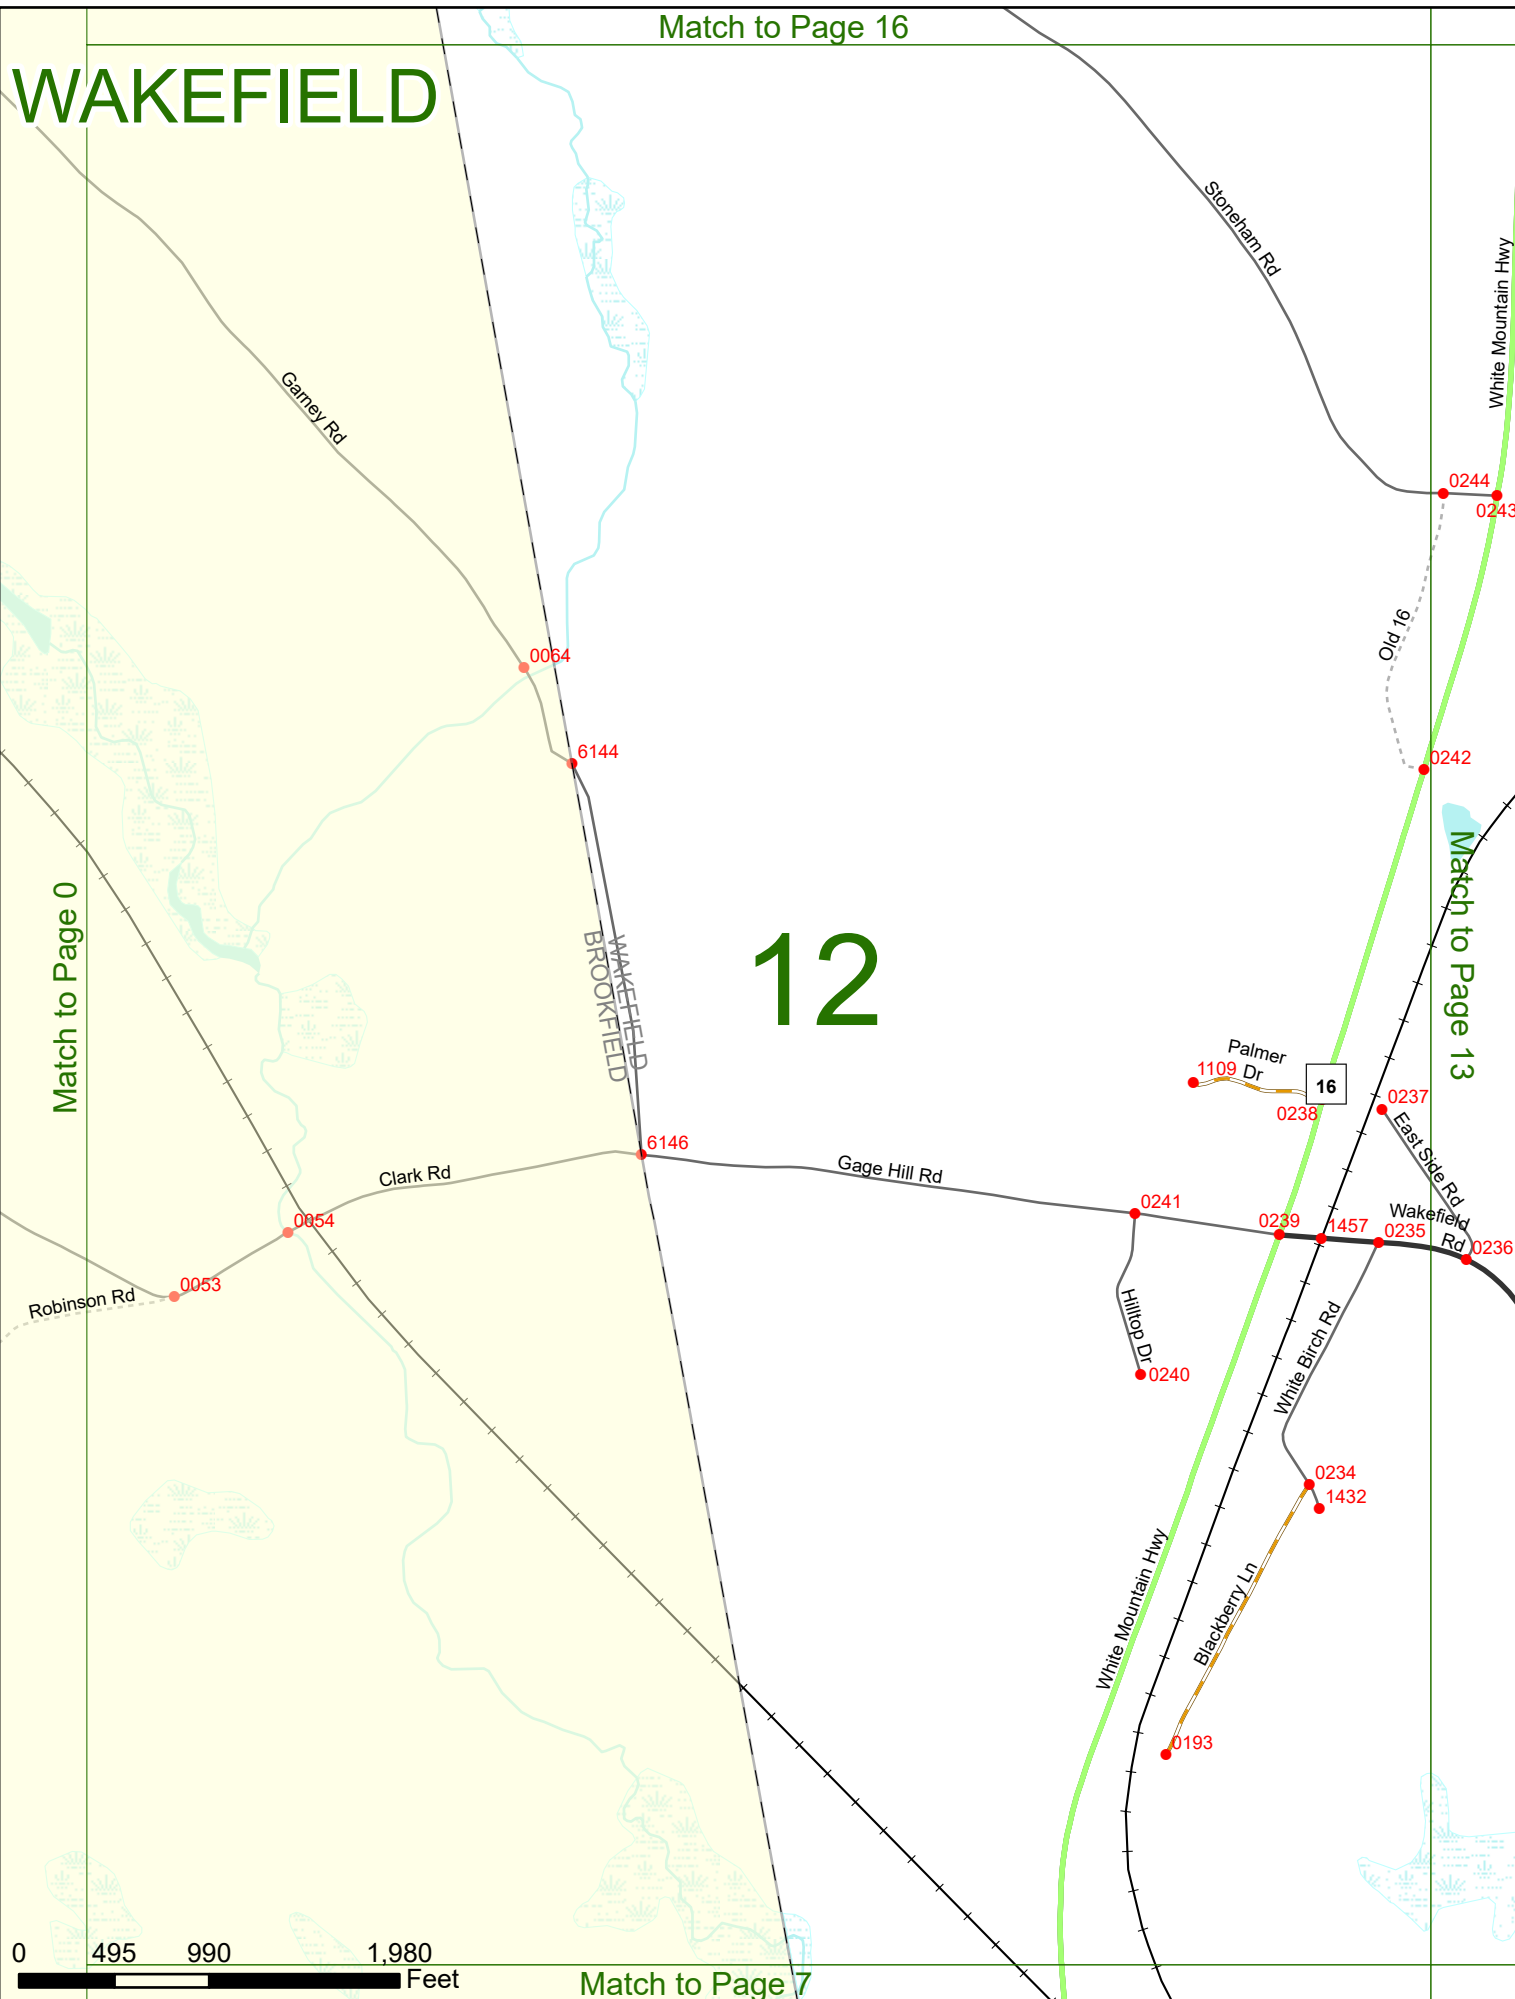 Match to Page 16
WAKEFIELD
Stoneham Rd
White Mountain Hwy
Garney Rd
0244
0243
Old 16
0064
6144
0242
Match to Page 0
WAKEFIELD
BROOKFIELD
12
Match to Page 13
Palmer
Dr
1109
16
0238
0237
East Side Rd
6146
Clark Rd
Gage Hill Rd
0241
0239
1457
Wakefield
Rd
0235
0236
0054
0053
Robinson Rd
Hilltop Dr
0240
White Birch Rd
0234
1432
White Mountain Hwy
Blackberry Ln
0193
0 495 990 1,980
Feet
Match to Page 7